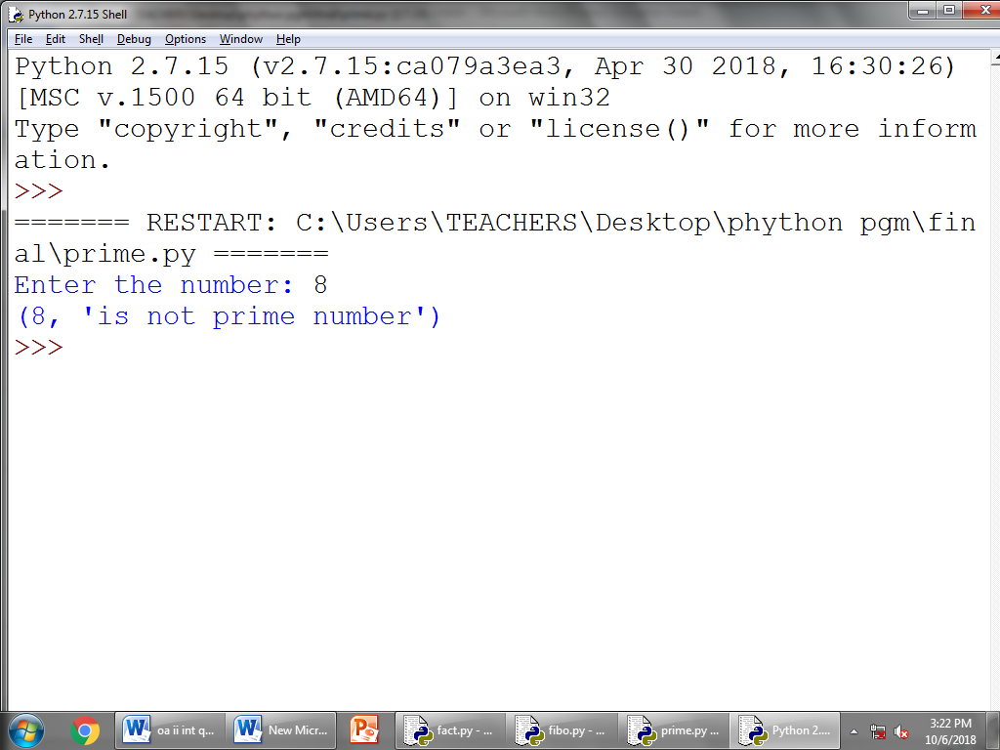 Python 2.7.15 Shell
File Edit Shell Debug Options Window Help
Python 2.7.15 (v2.7.15:ca079a3ea3, Apr 30 2018, 16:30:26)
[MSC v.1500 64 bit (AMD64)] on win32
Type "copyright", "credits" or "license()" for more inform
ation.
>>>
======= RESTART: C:\Users\TEACHERS\Desktop\phython pgm\fin
al\prime.py =======
Enter the number: 8
(8, 'is not prime number')
>>>
oa ii int q... New Micr... fact.py - ... fibo.py - ... prime.py ... Python 2.... 3:22 PM
10/6/2018